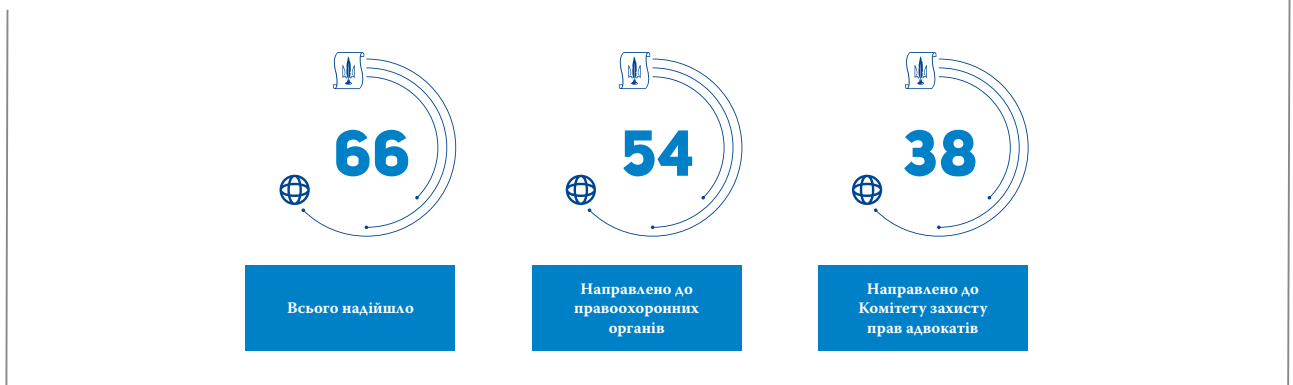 66
54
38
Всього надійшло
Направлено до
правоохоронних
органів
Направлено до
Комітету захисту
прав адвокатів